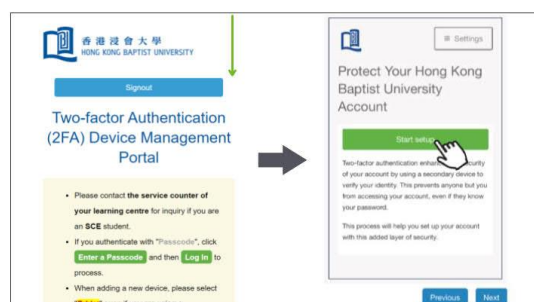 香港浸會大學
HONG KONG BAPTIST UNIVERSITY
Signout
Two-factor Authentication
(2FA) Device Management
Portal
• Please contact the service counter of
your learning centre for inquiry if you are
an SCE student.
• If you authenticate with "Passcode", click
Enter a Passcode and then Log In to
process.
• When adding a new device, please select
Settings
Protect Your Hong Kong
Baptist University
Account
Start setup
Two-factor authentication enhances security
of your account by using a secondary device to
verify your identity. This prevents anyone but you
from accessing your account, even if they know
your password.
This process will help you set up your account
with this added layer of security.
Previous
Next